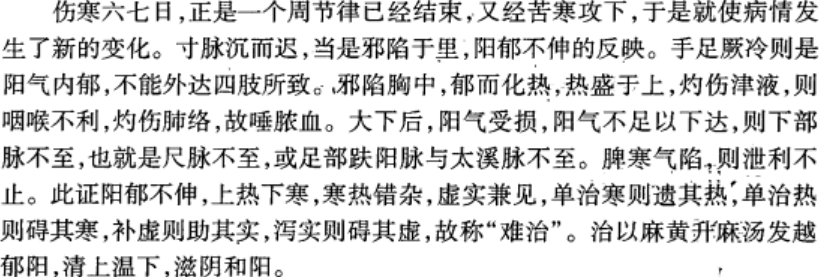 伤寒六七日,正是一个周节律已经结束,又经苦寒攻下,于是就使病情发
生了新的变化。寸脉沉而迟,当是邪陷于里,阳郁不伸的反映。手足厥冷则是
阳气内郁,不能外达四肢所致。邪陷胸中,郁而化热,热盛于上,灼伤津液,则
咽喉不利,灼伤肺络,故唾脓血。大下后,阳气受损,阳气不足以下达,则下部
脉不至,也就是尺脉不至,或足部趺阳脉与太溪脉不至。脾寒气陷,则泄利不
止。此证阳郁不伸,上热下寒,寒热错杂,虚实兼见,单治寒则遗其热,单治热
则碍其寒,补虚则助其实,泻实则碍其虚,故称“难治”。治以麻黄升麻汤发越
郁阳,清上温下,滋阴和阳。